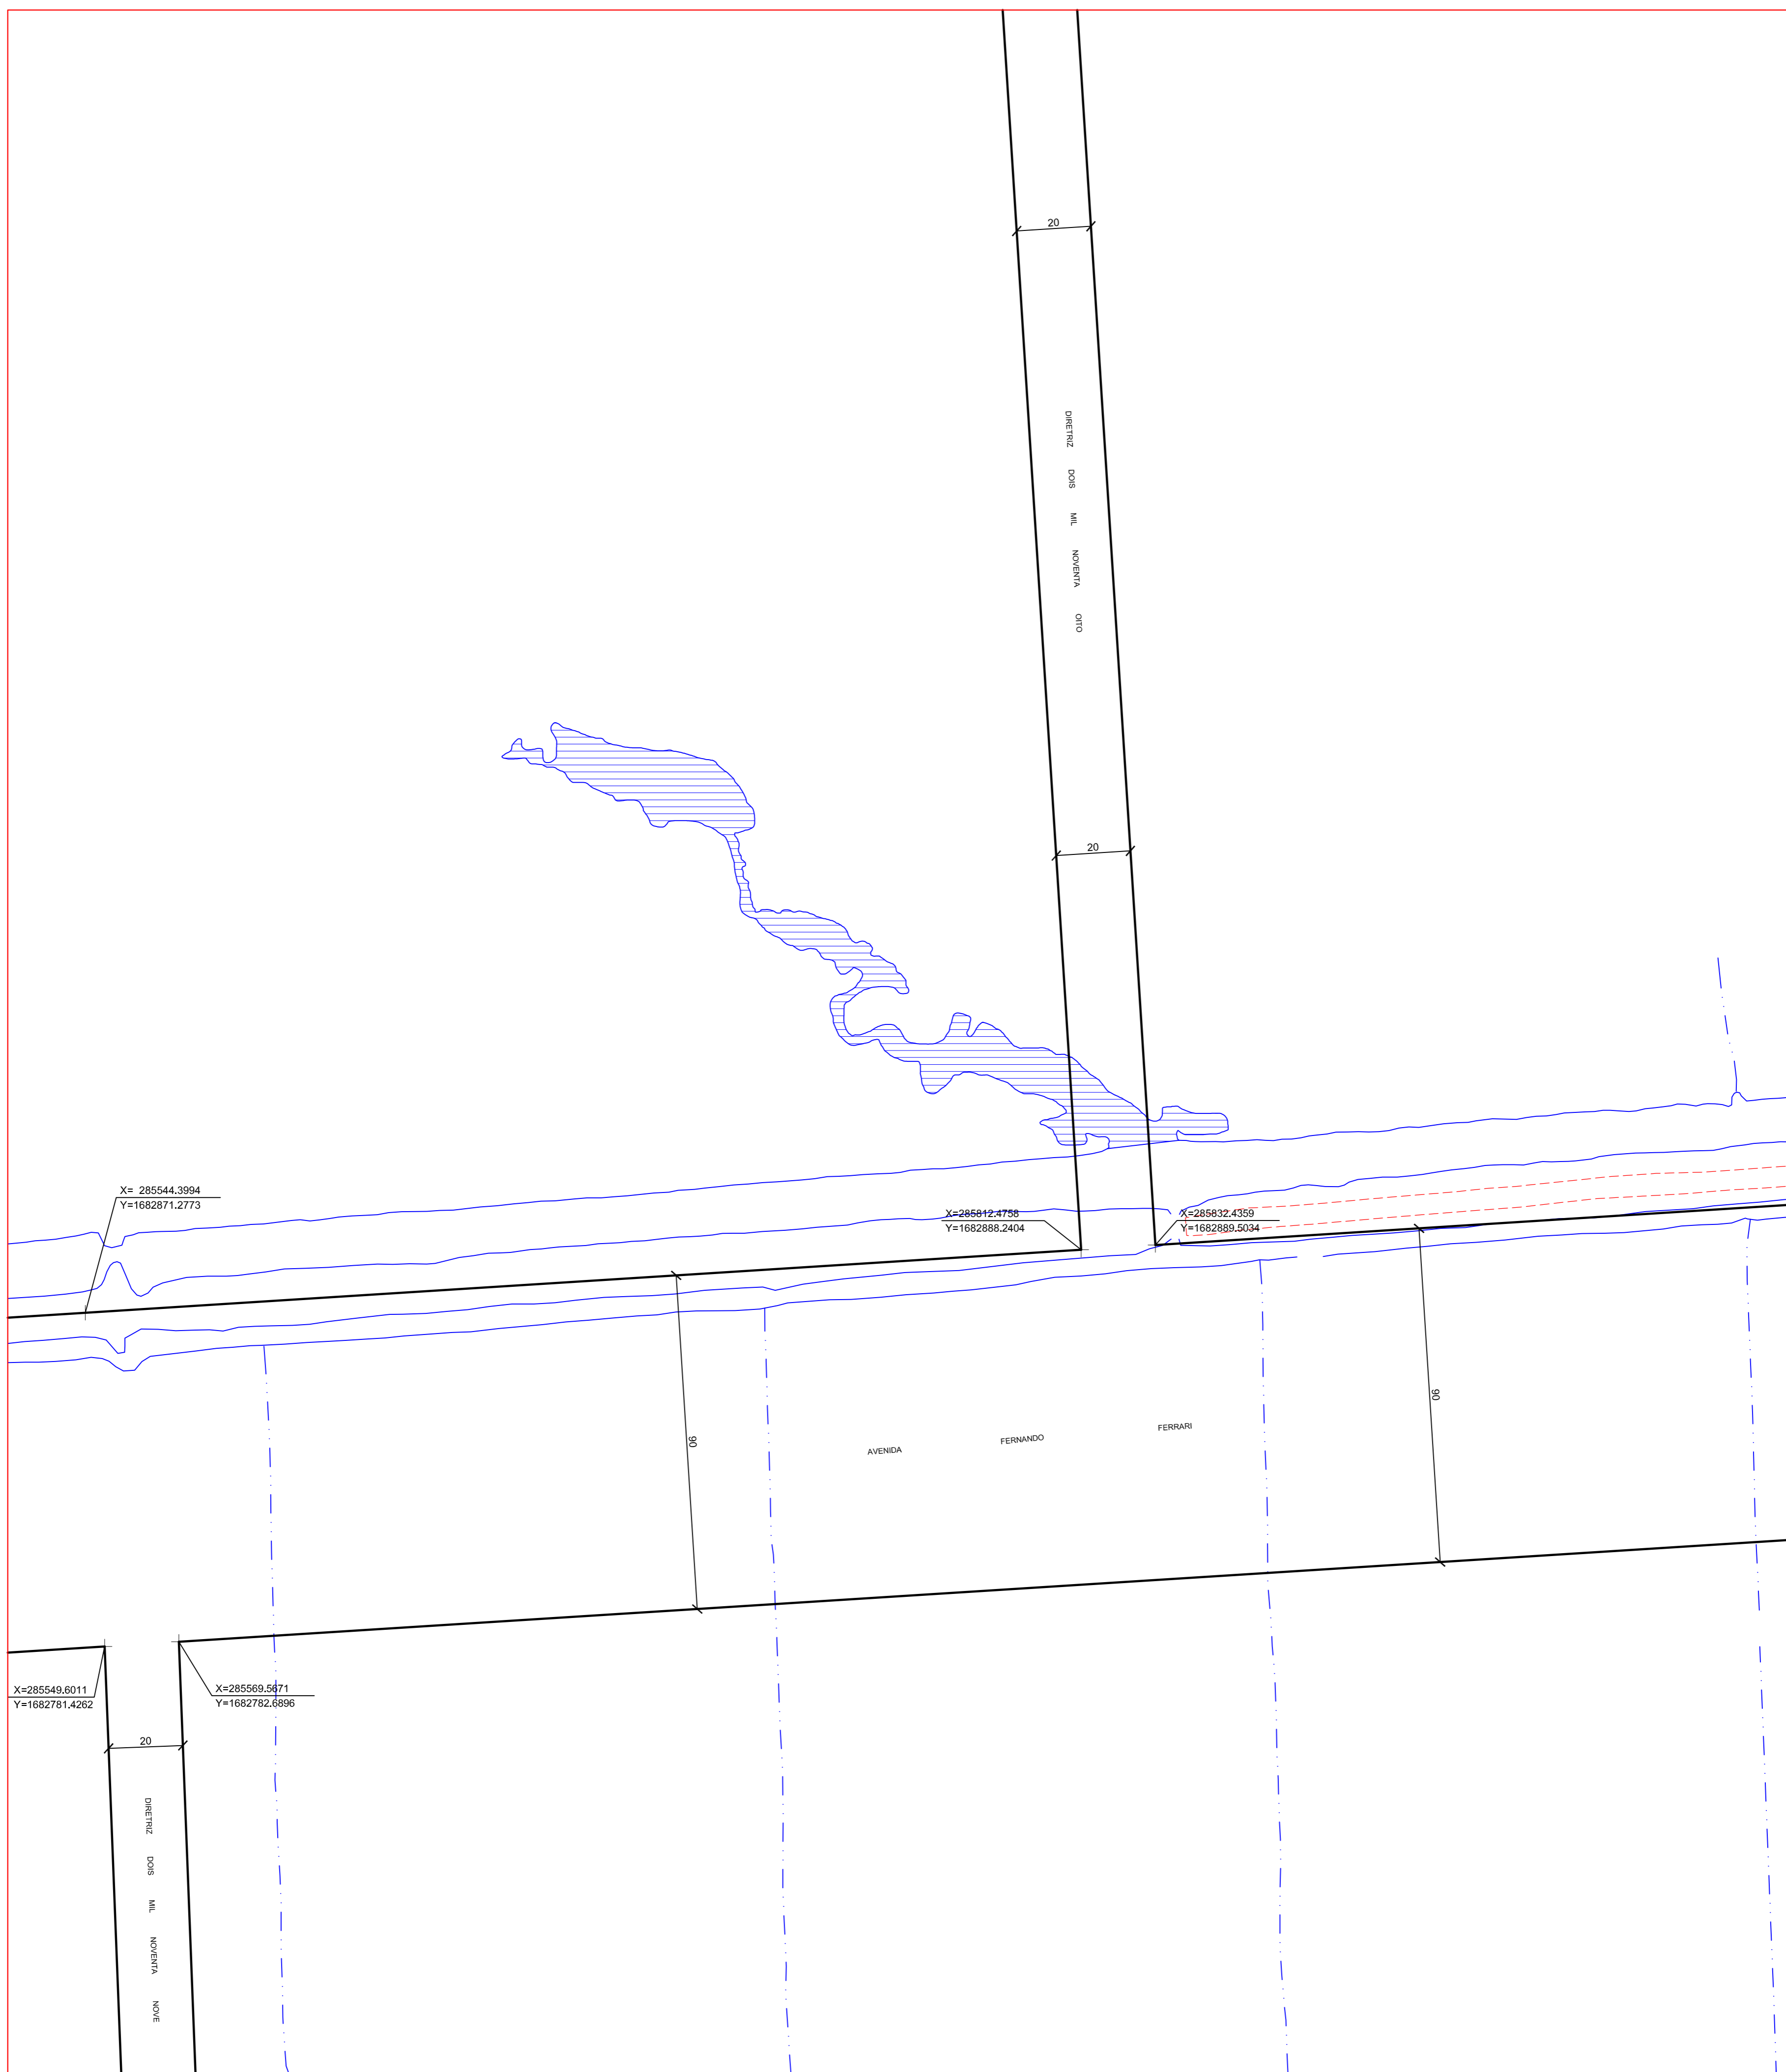 20
DIRETRIZ DOIS MIL NOVENTA OITO
20
X= 285544.3994
Y=1682871.2773
X=285812.4758
Y=1682888.2404
X=285832.4359
Y=1682889.5034
90
90
AVENIDA FERNANDO FERRARI
X=285549.6011
Y=1682781.4262
X=285569.5671
Y=1682782.6896
20
DIRETRIZ DOIS MIL NOVENTA NOVE